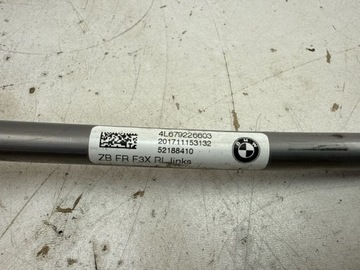 4L679226603
201711153132
52188410
ZB FR F3X RL links